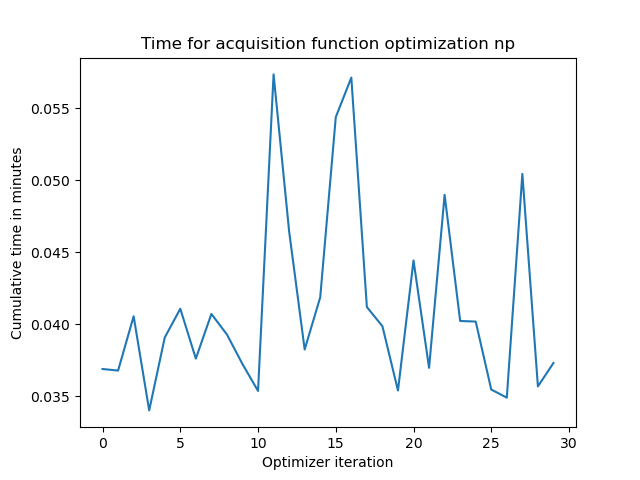 Time for acquisition function optimization np
Cumulative time in minutes
0.055
0.050
0.045
0.040
0.035
0 5 10 15 20 25 30
Optimizer iteration